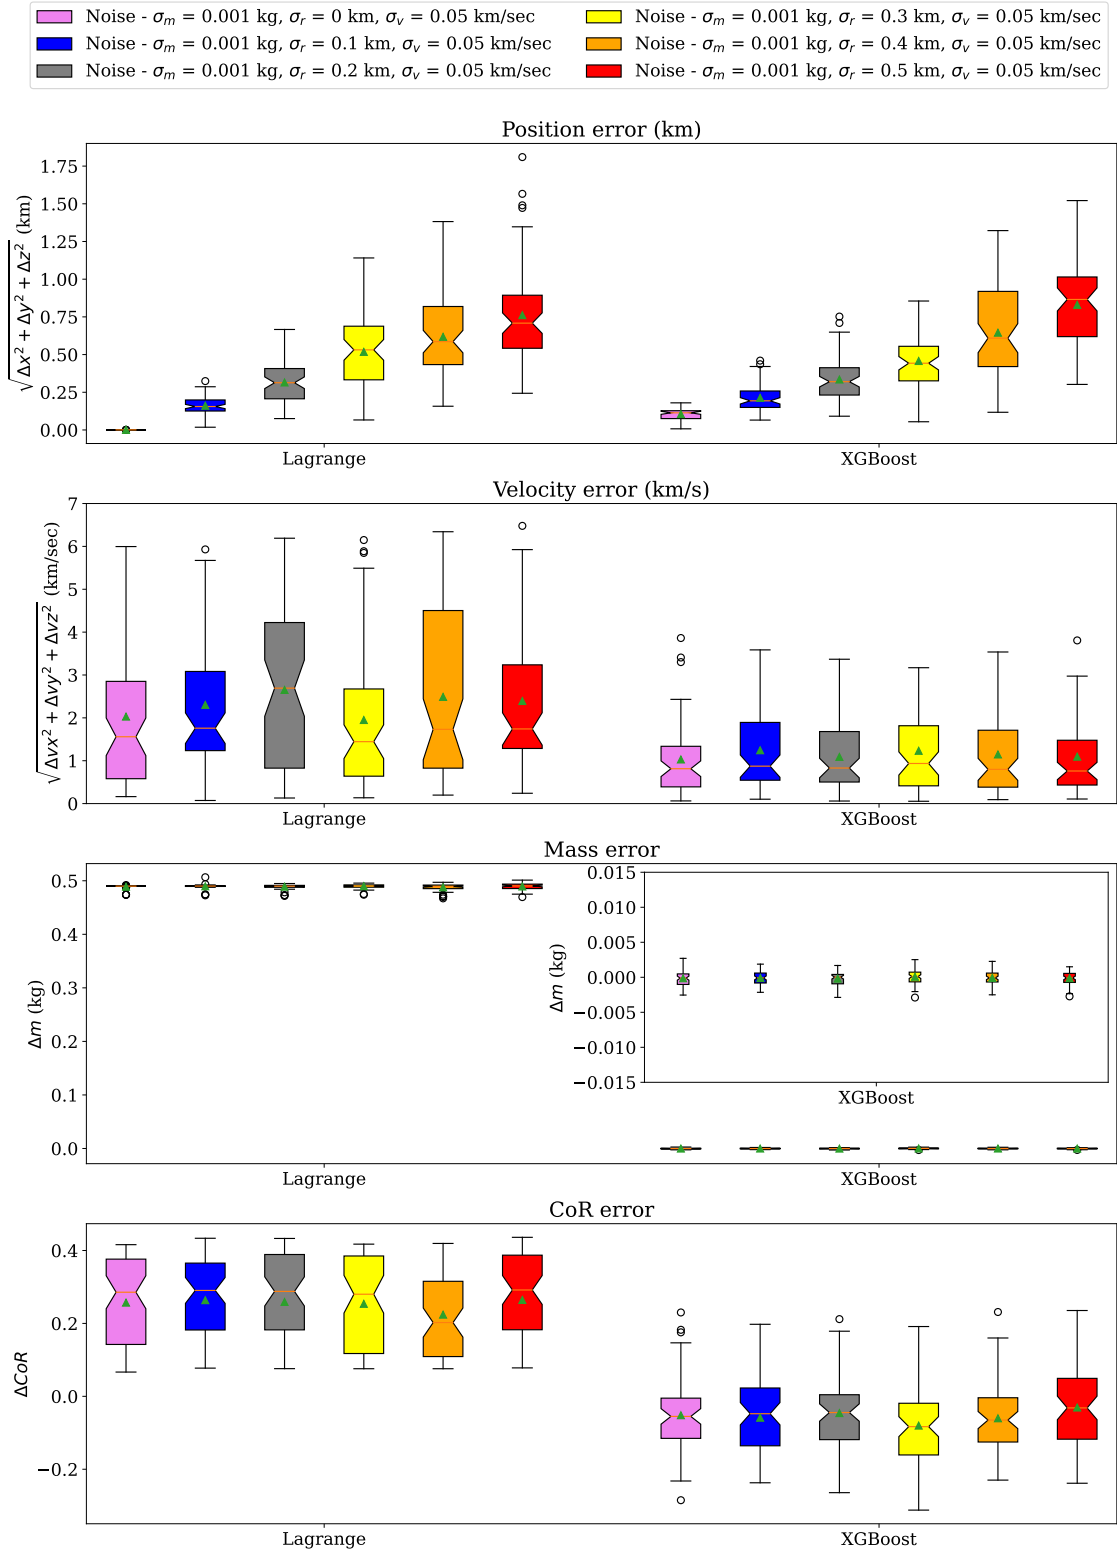 Noise - σm = 0.001 kg, σr = 0 km, σv = 0.05 km/sec
Noise - σm = 0.001 kg, σr = 0.1 km, σv = 0.05 km/sec
Noise - σm = 0.001 kg, σr = 0.2 km, σv = 0.05 km/sec
Noise - σm = 0.001 kg, σr = 0.3 km, σv = 0.05 km/sec
Noise - σm = 0.001 kg, σr = 0.4 km, σv = 0.05 km/sec
Noise - σm = 0.001 kg, σr = 0.5 km, σv = 0.05 km/sec
Position error (km)
√Δx² + Δy² + Δz² (km)
1.75
1.50
1.25
1.00
0.75
0.50
0.25
0.00
Lagrange
XGBoost
Velocity error (km/s)
√Δvx² + Δvy² + Δvz² (km/sec)
7
6
5
4
3
2
1
0
Lagrange
XGBoost
Mass error
Δm (kg)
0.5
0.4
0.3
0.2
0.1
0.0
Δm (kg)
0.015
0.010
0.005
0.000
−0.005
−0.010
−0.015
XGBoost
Lagrange
XGBoost
CoR error
ΔCoR
0.4
0.2
0.0
−0.2
Lagrange
XGBoost